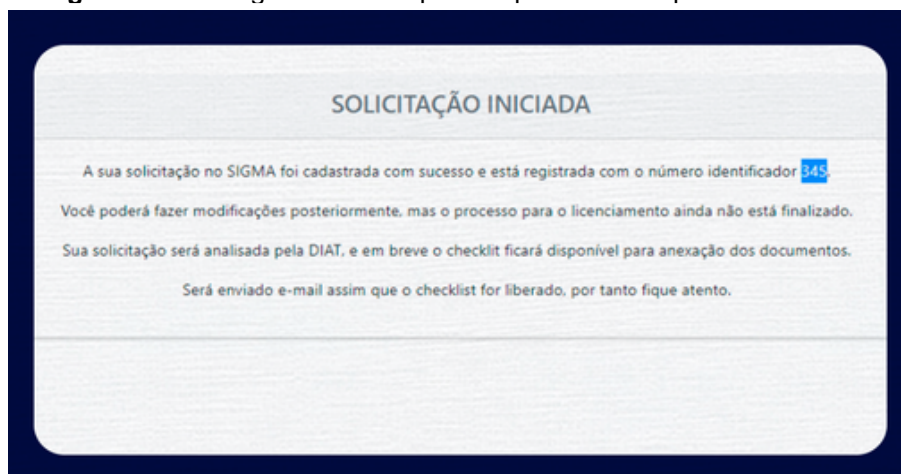 SOLICITAÇÃO INICIADA
A sua solicitação no SIGMA foi cadastrada com sucesso e está registrada com o número identificador 345.
Você poderá fazer modificações posteriormente, mas o processo para o licenciamento ainda não está finalizado.
Sua solicitação será analisada pela DIAT, e em breve o checklit ficará disponível para anexação dos documentos.
Será enviado e-mail assim que o checklist for liberado, por tanto fique atento.